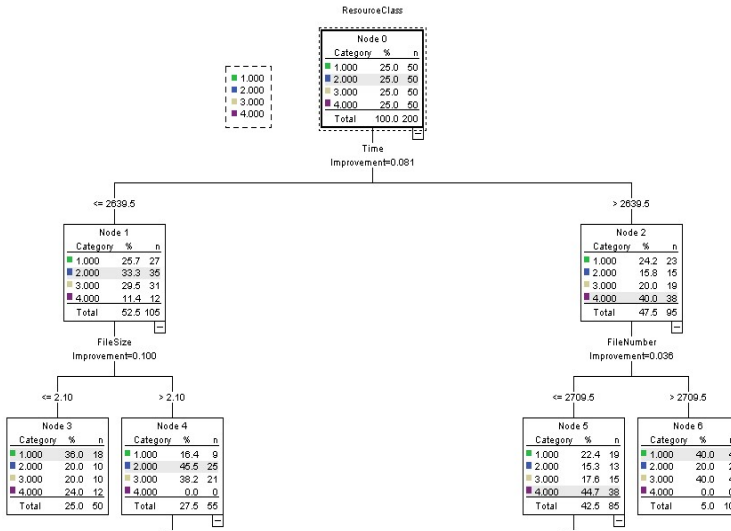 ResourceClass
1.000
2.000
3.000
4.000
Node 0
Category % n
1.000 25.0 50
2.000 25.0 50
3.000 25.0 50
4.000 25.0 50
Total 100.0 200
Time
Improvement=0.081
<= 2639.5
> 2639.5
Node 1
Category % n
1.000 25.7 27
2.000 33.3 35
3.000 29.5 31
4.000 11.4 12
Total 52.5 105
Node 2
Category % n
1.000 24.2 23
2.000 15.8 15
3.000 20.0 19
4.000 40.0 38
Total 47.5 95
FileSize
Improvement=0.100
FileNumber
Improvement=0.036
<= 2.10
> 2.10
<= 2709.5
> 2709.5
Node 3
Category % n
1.000 36.0 18
2.000 20.0 10
3.000 20.0 10
4.000 24.0 12
Total 25.0 50
Node 4
Category % n
1.000 16.4 9
2.000 45.5 25
3.000 38.2 21
4.000 0.0 0
Total 27.5 55
Node 5
Category % n
1.000 22.4 19
2.000 15.3 13
3.000 17.6 15
4.000 44.7 38
Total 42.5 85
Node 6
Category % n
1.000 40.0 4
2.000 20.0 2
3.000 40.0 4
4.000 0.0 0
Total 5.0 10